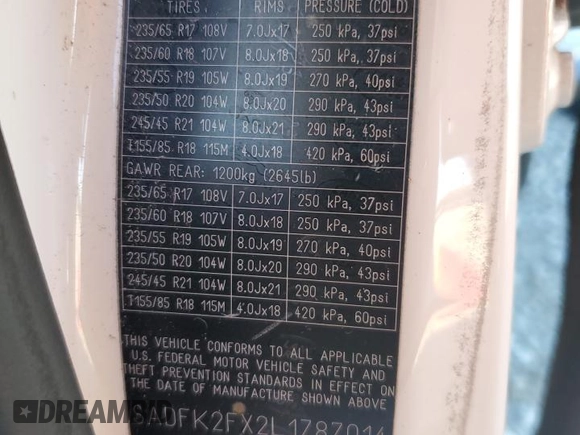 TIRES RIMS PRESSURE (COLD)
235/65 R17 108V 7.0Jx17 250 kPa, 37psi
235/60 R18 107V 8.0Jx18 250 kPa, 37psi
235/55 R19 105W 8.0Jx19 270 kPa, 40psi
235/50 R20 104W 8.0Jx20 290 kPa, 43psi
245/45 R21 104W 8.0Jx21 290 kPa, 43psi
T155/85 R18 115M 4.0Jx18 420 kPa, 60psi
GAWR REAR: 1200kg (2645lb)
235/65 R17 108V 7.0Jx17 250 kPa, 37psi
235/60 R18 107V 8.0Jx18 250 kPa, 37psi
235/55 R19 105W 8.0Jx19 270 kPa, 40psi
235/50 R20 104W 8.0Jx20 290 kPa, 43psi
245/45 R21 104W 8.0Jx21 290 kPa, 43psi
T155/85 R18 115M 4.0Jx18 420 kPa, 60psi
THIS VEHICLE CONFORMS TO ALL APPLICABLE
U.S. FEDERAL MOTOR VEHICLE SAFETY AND
THEFT PREVENTION STANDARDS IN EFFECT ON
THE DATE OF MANUFACTURE SHOWN ABOVE